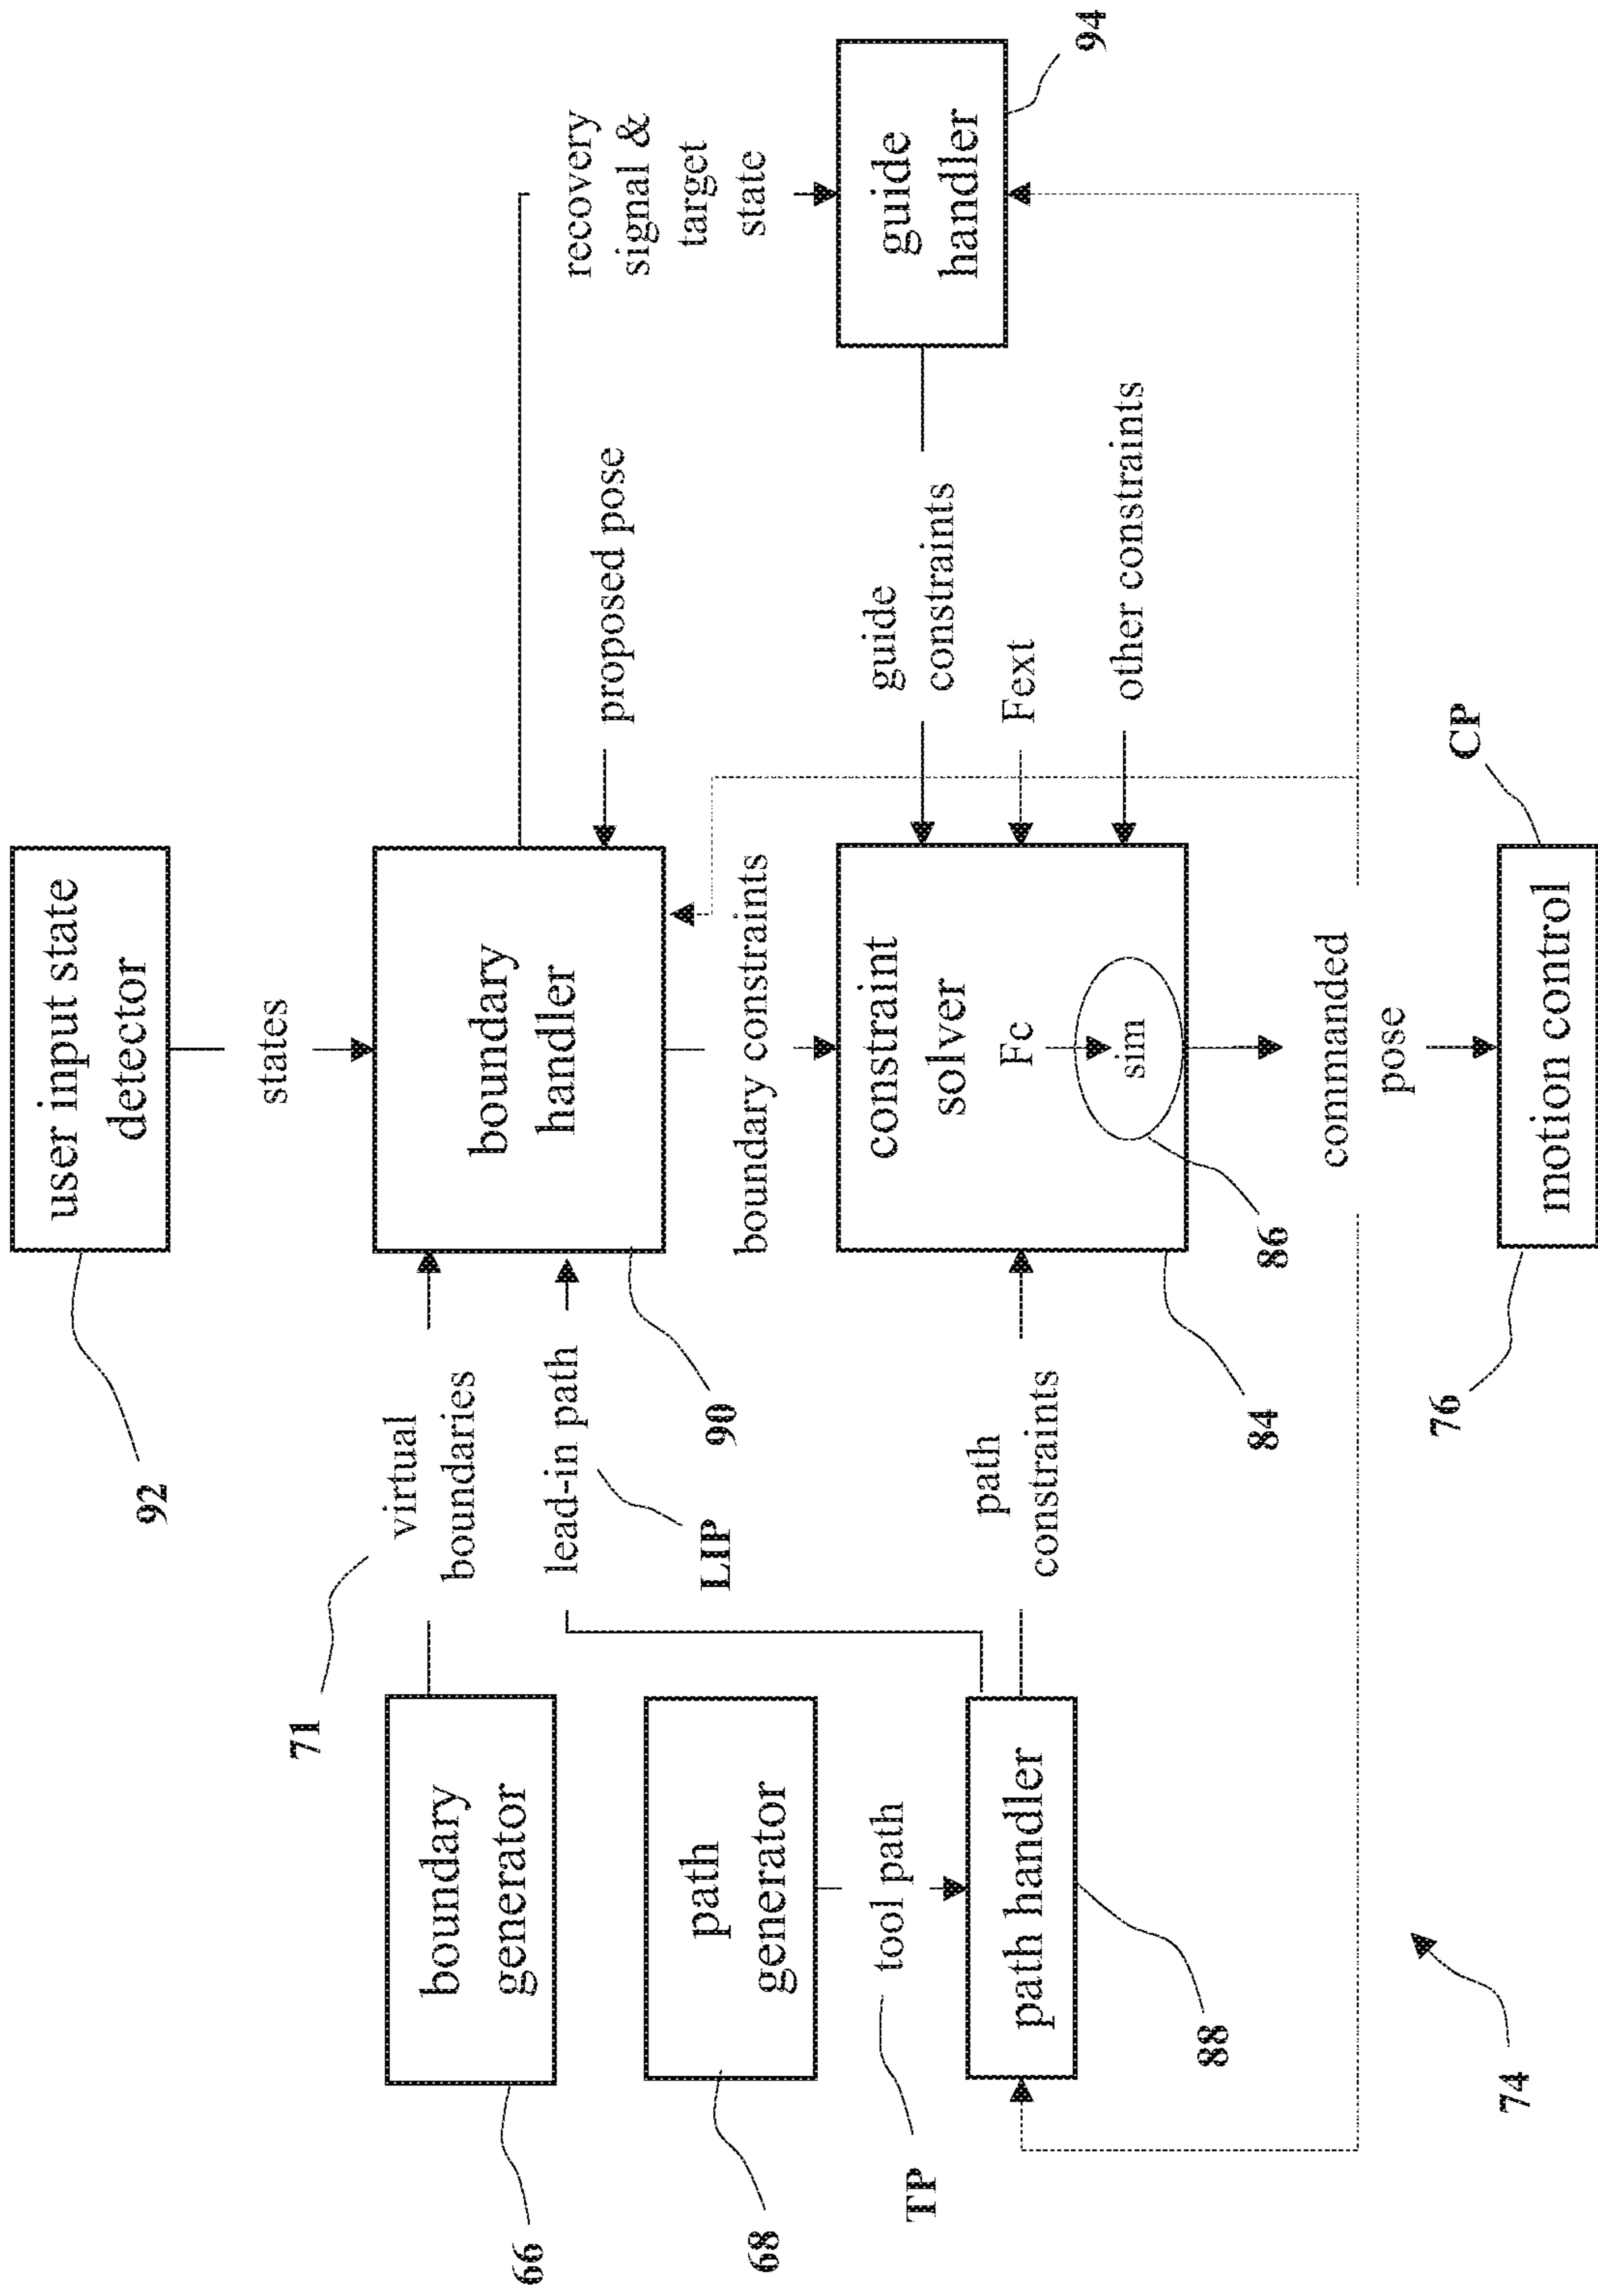 user input state
detector
92
states
71
virtual
boundaries
boundary
generator
66
boundary
handler
90
recovery
signal &
target
state
proposed pose
lead-in path
LIP
path
generator
68
boundary constraints
tool path
TP
guide
handler
94
guide
constraints
Fext
other constraints
constraint
solver
Fc
sim
86
84
path
constraints
path handler
88
commanded
pose
CP
motion control
76
74